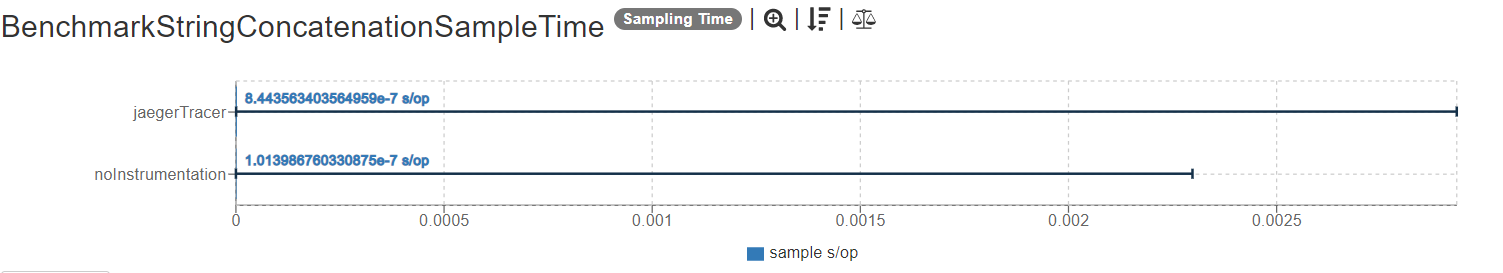 BenchmarkStringConcatenationSampleTime Sampling Time | | |
8.443563403564959e-7 s/op
jaegerTracer
1.013986760330875e-7 s/op
noInstrumentation
0 0.0005 0.001 0.0015 0.002 0.0025
sample s/op